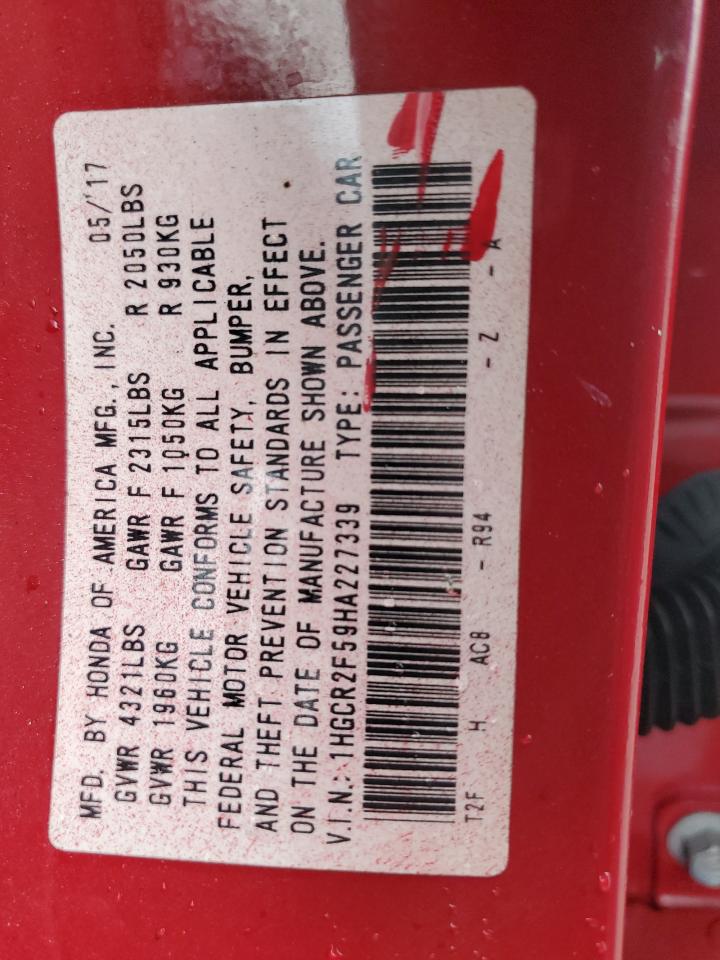 MFD. BY HONDA OF AMERICA MFG., INC. 05/'17
GVWR 4321LBS GAWR F 2315LBS R 2050LBS
GVWR 1960KG GAWR F 1050KG R 930KG
THIS VEHICLE CONFORMS TO ALL APPLICABLE
FEDERAL MOTOR VEHICLE SAFETY, BUMPER,
AND THEFT PREVENTION STANDARDS IN EFFECT
ON THE DATE OF MANUFACTURE SHOWN ABOVE.
V.I.N.: 1HGCR2F59HA227339 TYPE: PASSENGER CAR
T2F H AC8 - R94 - Z - A